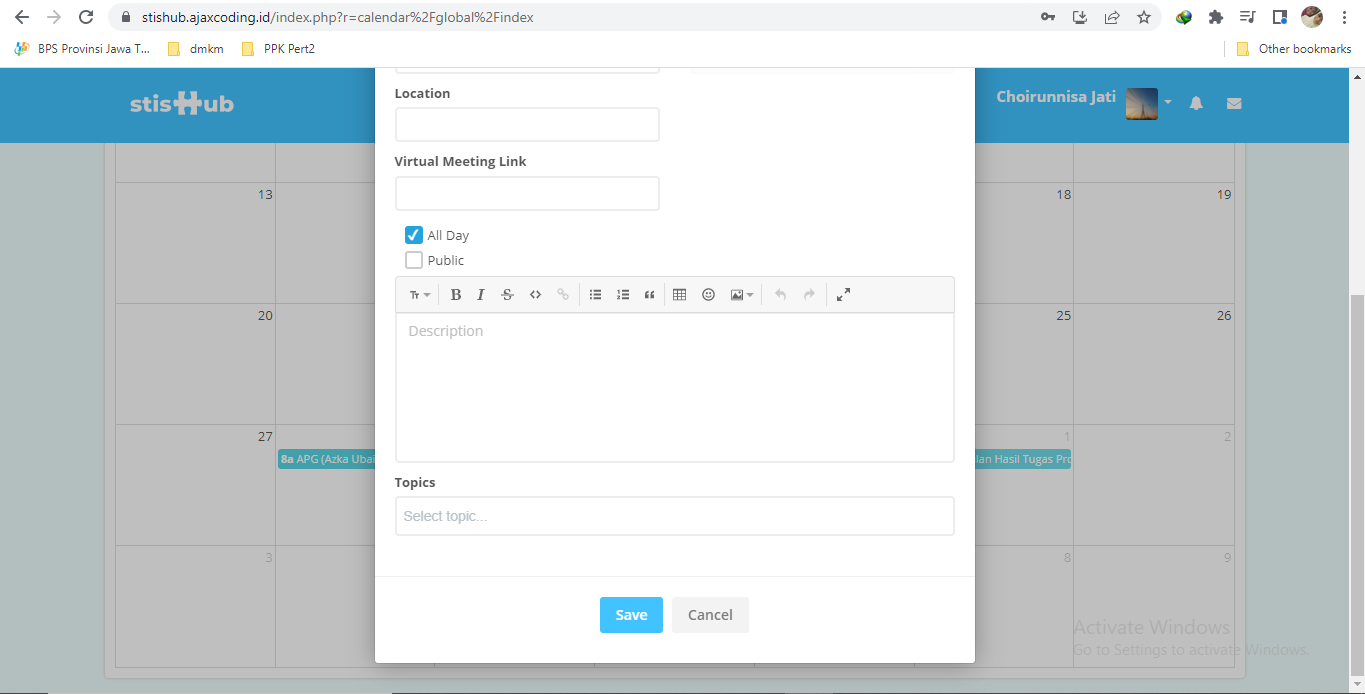 stishub.ajaxcoding.id/index.php?r=calendar%2Fglobal%2Findex
BPS Provinsi Jawa T...
dmkm
PPK Pert2
Other bookmarks
stisHub
Choirunnisa Jati
Location
Virtual Meeting Link
13
18
19
All Day
Public
Tт
B I S
20
25
26
Description
27
1
2
8a APG (Azka Ubai
lan Hasil Tugas Pro
Topics
Select topic...
3
8
9
Save
Cancel
Activate Windows
Go to Settings to activate Windows.